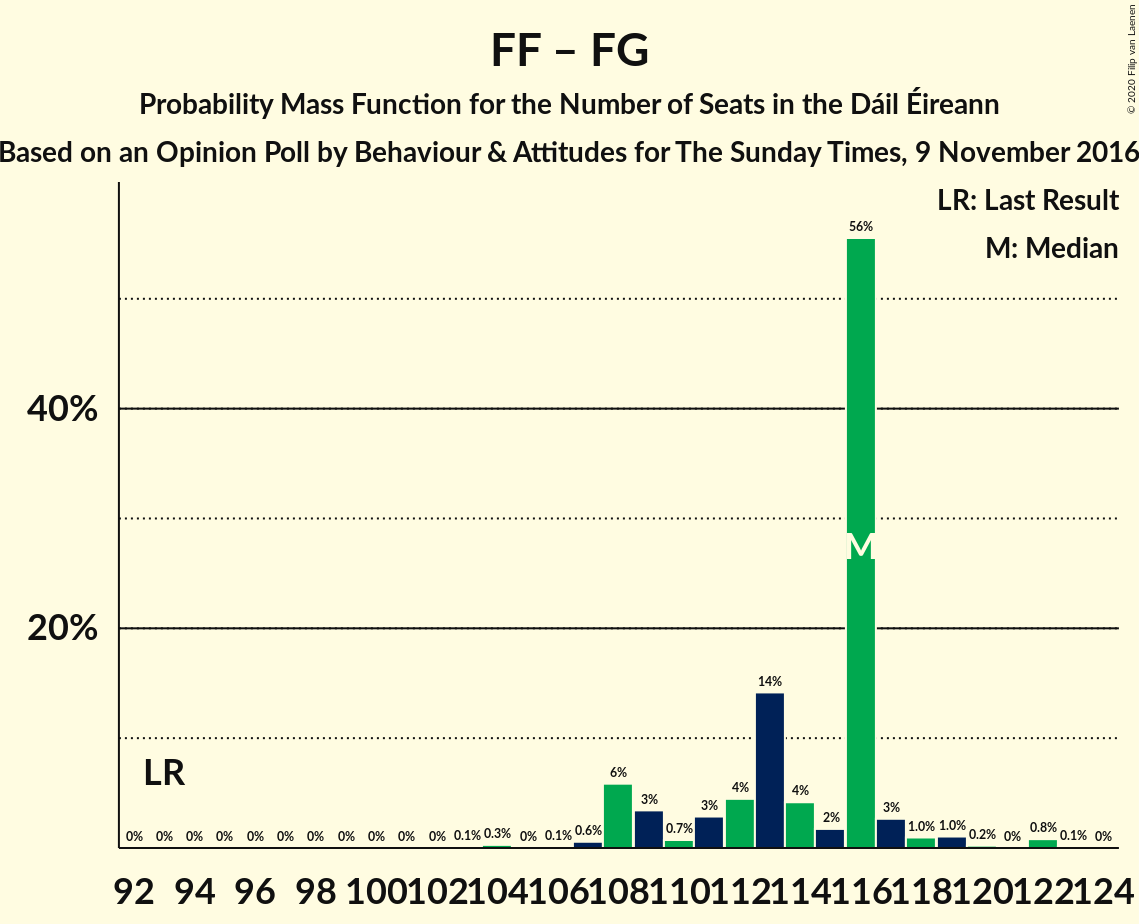 FF – FG
Probability Mass Function for the Number of Seats in the Dáil Éireann
Based on an Opinion Poll by Behaviour & Attitudes for The Sunday Times, 9 November 2016
© 2020 Filip van Laenen
LR: Last Result
M: Median
56%
40%
M
20%
14%
LR
6%
4%
4%
3%
3%
3%
2%
0% 0% 0% 0% 0% 0% 0% 0% 0% 0% 0% 0.1% 0.3% 0% 0.1% 0.6% 0.7% 1.0% 1.0% 0.2% 0% 0.8% 0.1% 0%
92 94 96 98 100 102 104 106 108 110 112 114 116 118 120 122 124